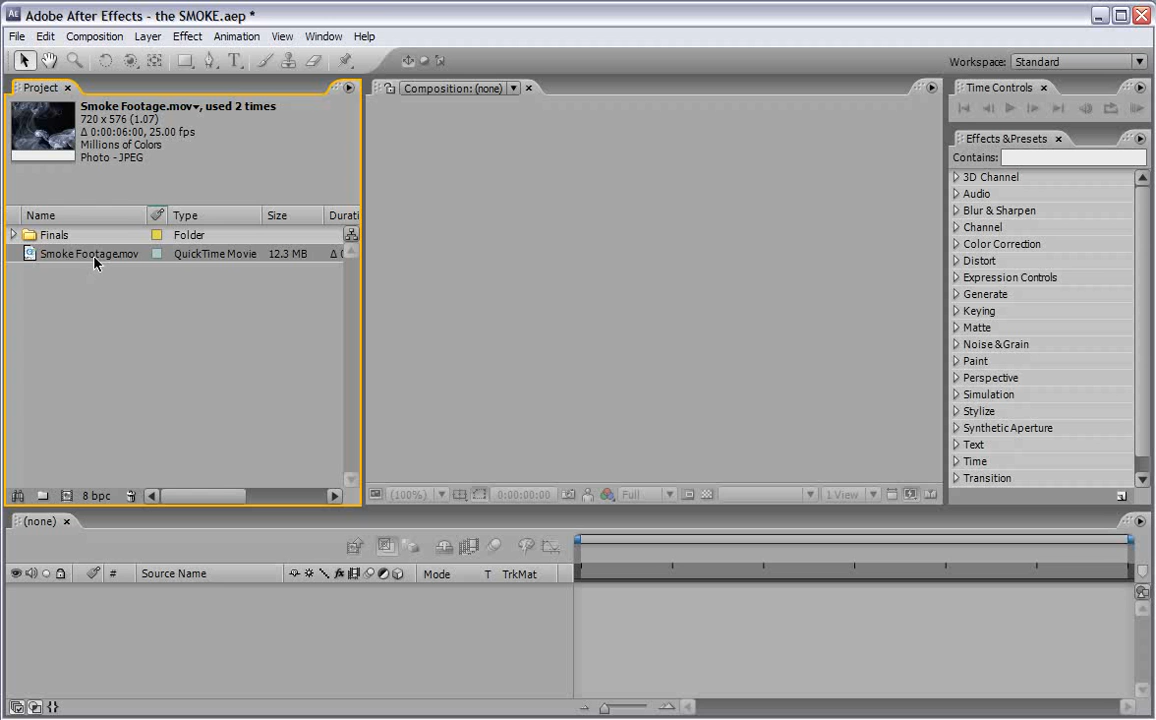 Adobe After Effects - the SMOKE.aep *
File Edit Composition Layer Effect Animation View Window Help
Workspace: Standard
Project
Composition: (none)
Time Controls
Smoke Footage.mov, used 2 times
720 x 576 (1.07)
Δ 0:00:06:00, 25.00 fps
Millions of Colors
Photo - JPEG
Effects & Presets
Contains:
Name Type Size Durati
Finals Folder
Smoke Footage.mov QuickTime Movie 12.3 MB Δ
3D Channel
Audio
Blur & Sharpen
Channel
Color Correction
Distort
Expression Controls
Generate
Keying
Matte
Noise & Grain
Paint
Perspective
Simulation
Stylize
Synthetic Aperture
Text
Time
Transition
8 bpc
(100%) 0:00:00:00 Full 1 View
(none)
# Source Name Mode T TrkMat